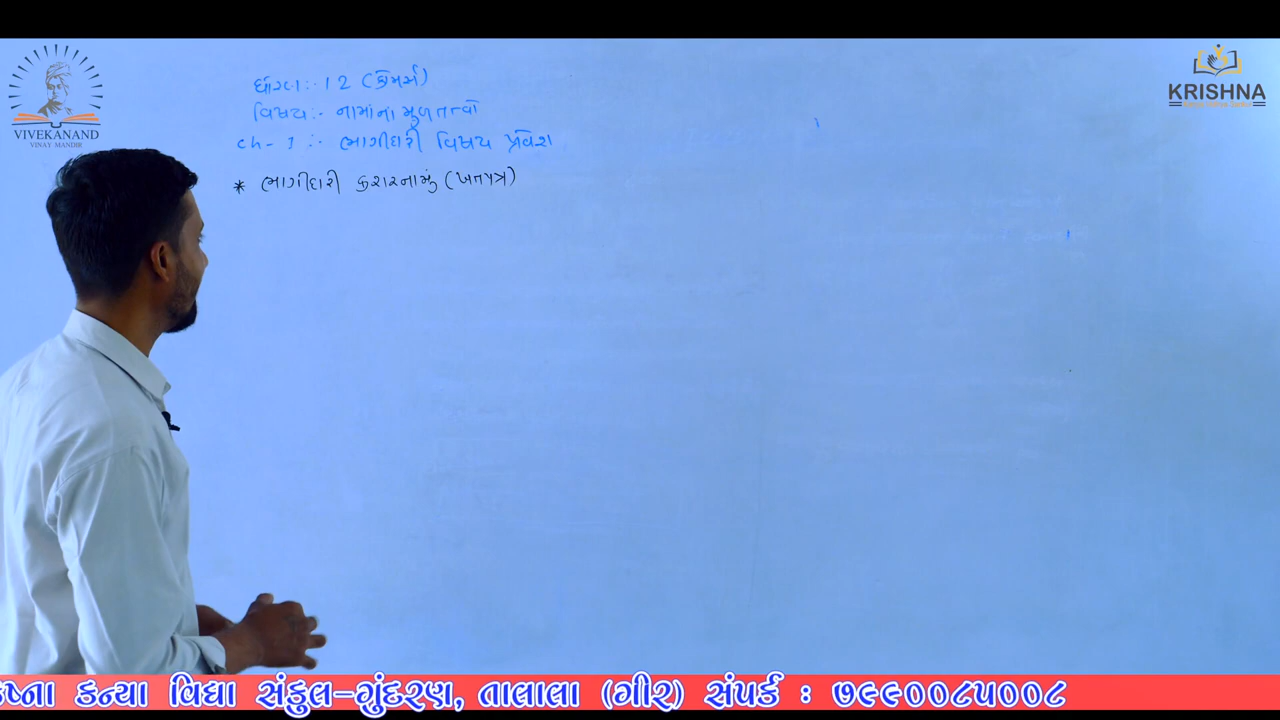 VIVEKANAND
VINAY MANDIR
KRISHNA
ધોરણ :- 12 (કોમર્સ)
વિષય :- નામાંના મુળતત્વો
ch- 1 :- ભાગીદારી વિષય પ્રવેશ
* ભાગીદારી કરારનામું (ખતપત્ર)
ષ્ના કન્યા વિદ્યા સંકુલ-ગુંદરણ, તાલાલા (ગીર) સંપર્ક : ૭૯૯૦૦૮૫૦૦૮